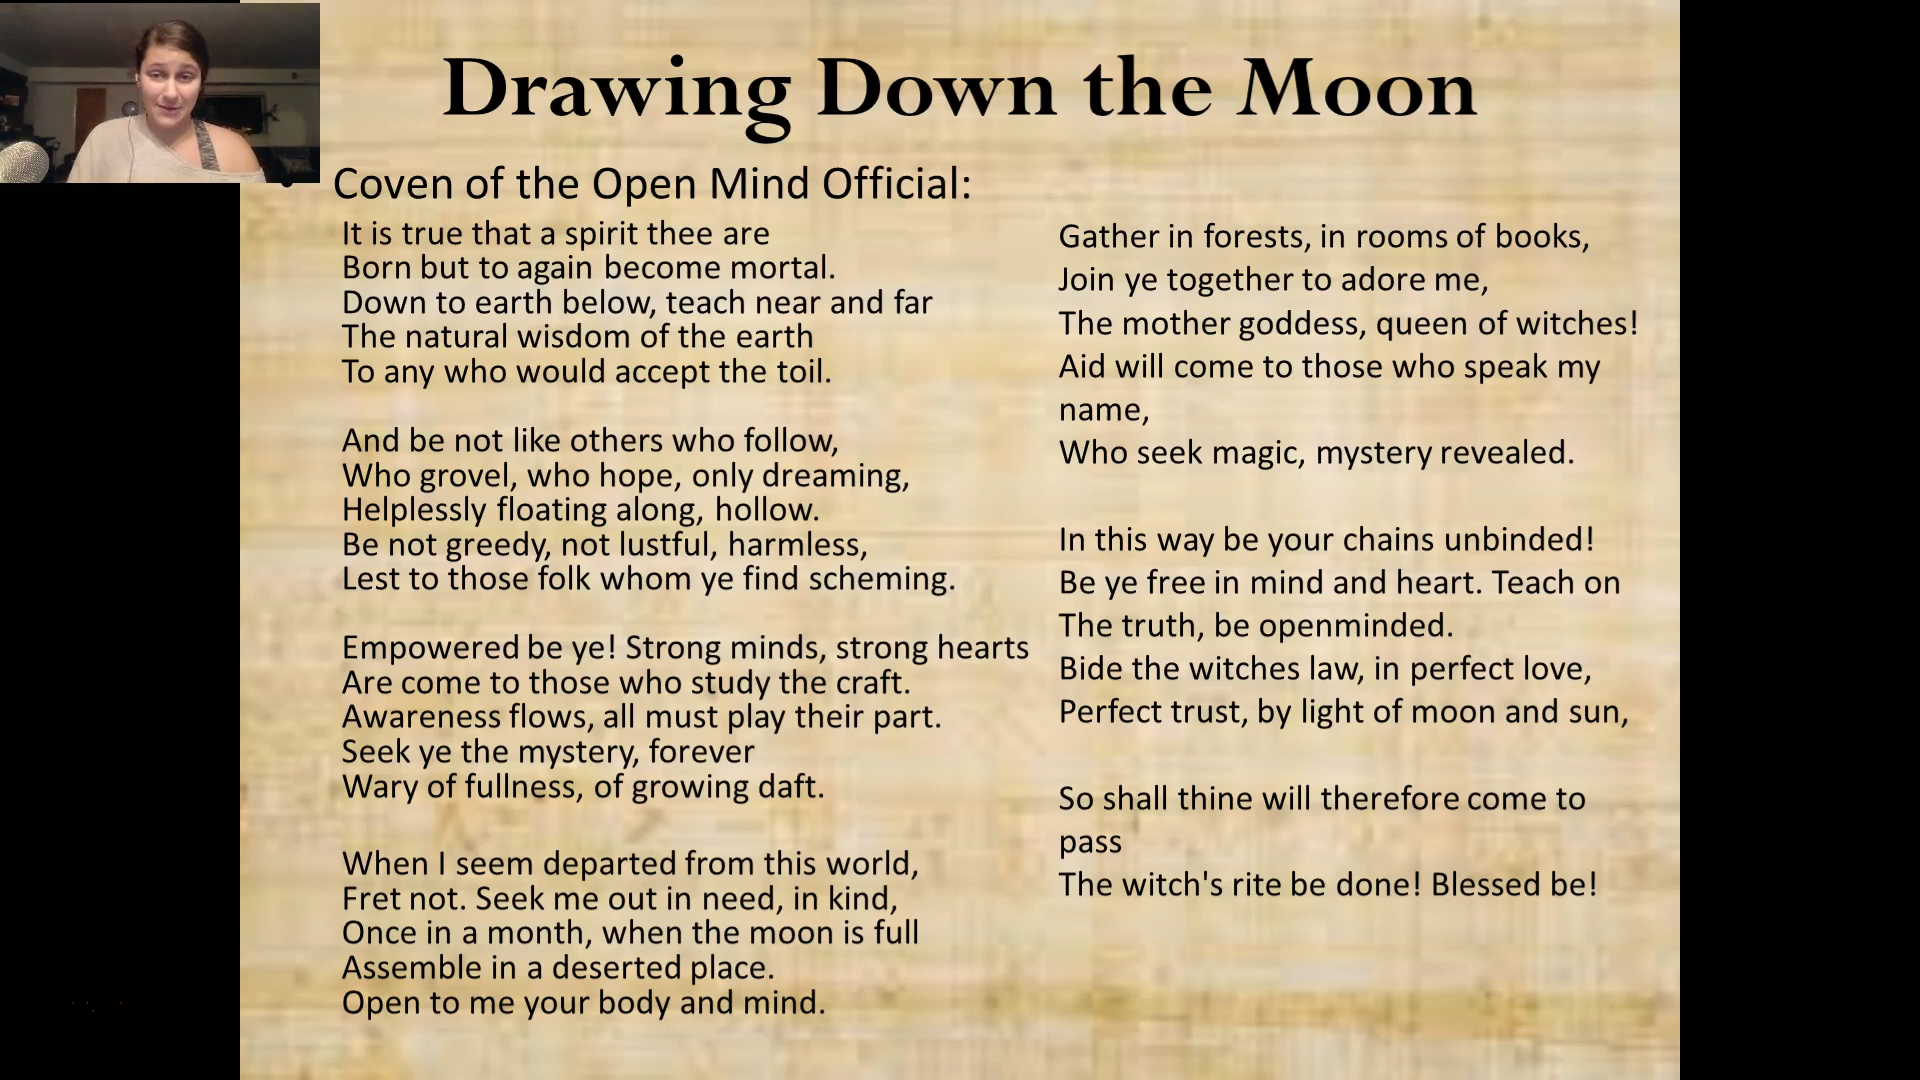 Drawing Down the Moon
Coven of the Open Mind Official:
It is true that a spirit thee are
Born but to again become mortal.
Down to earth below, teach near and far
The natural wisdom of the earth
To any who would accept the toil.
And be not like others who follow,
Who grovel, who hope, only dreaming,
Helplessly floating along, hollow.
Be not greedy, not lustful, harmless,
Lest to those folk whom ye find scheming.
Empowered be ye! Strong minds, strong hearts
Are come to those who study the craft.
Awareness flows, all must play their part.
Seek ye the mystery, forever
Wary of fullness, of growing daft.
When I seem departed from this world,
Fret not. Seek me out in need, in kind,
Once in a month, when the moon is full
Assemble in a deserted place.
Open to me your body and mind.
Gather in forests, in rooms of books,
Join ye together to adore me,
The mother goddess, queen of witches!
Aid will come to those who speak my
name,
Who seek magic, mystery revealed.
In this way be your chains unbinded!
Be ye free in mind and heart. Teach on
The truth, be openminded.
Bide the witches law, in perfect love,
Perfect trust, by light of moon and sun,
So shall thine will therefore come to
pass
The witch's rite be done! Blessed be!